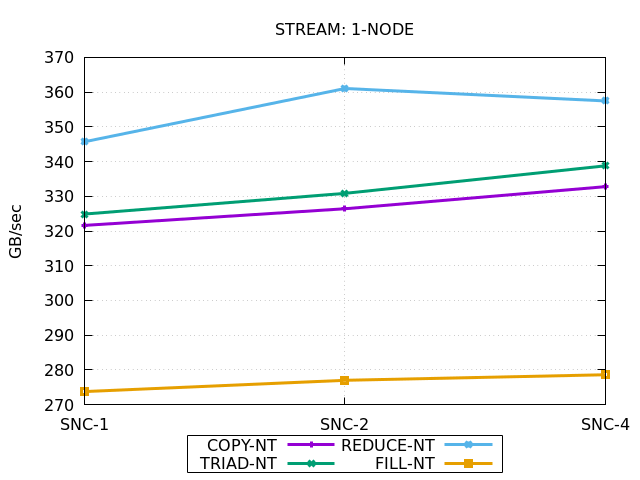 STREAM: 1-NODE
370
360
350
340
330
320
310
300
290
280
270
GB/sec
SNC-1 SNC-2 SNC-4
COPY-NT REDUCE-NT
TRIAD-NT FILL-NT